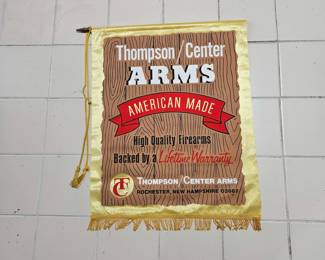 Thompson/Center
ARMS
AMERICAN MADE
High Quality Firearms
Backed by a Lifetime Warranty
TC
THOMPSON/CENTER ARMS
ROCHESTER, NEW HAMPSHIRE 03867